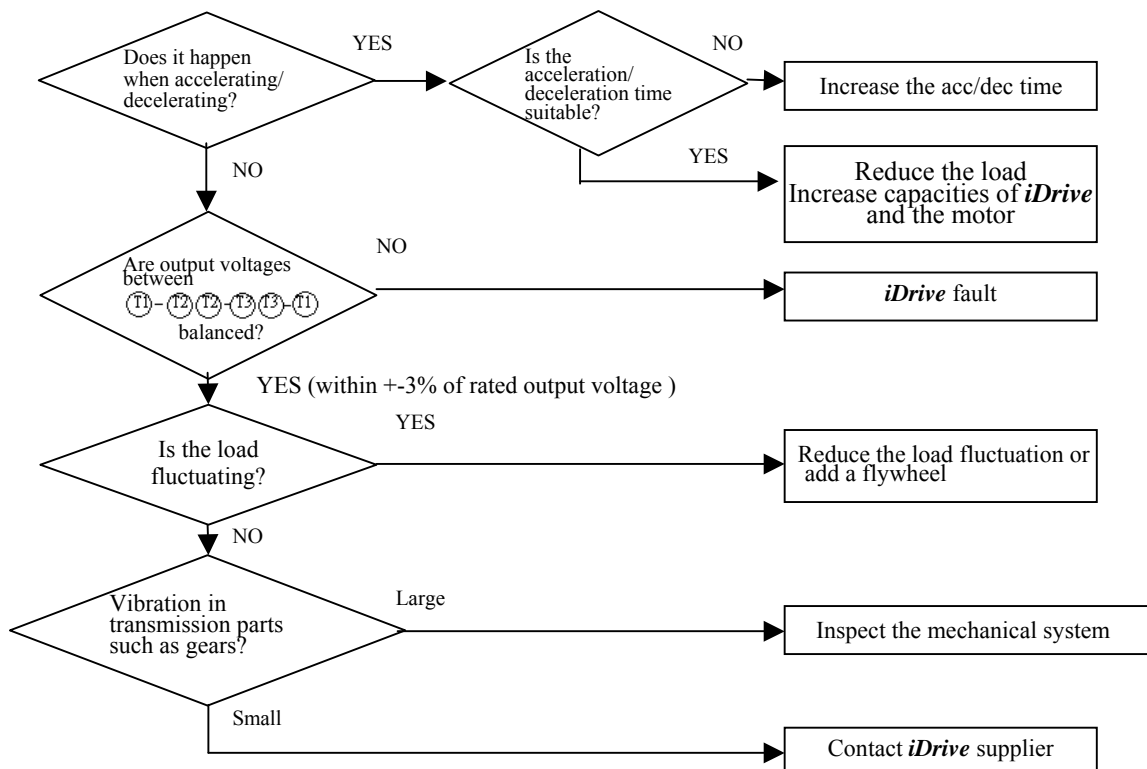 Does it happen
when accelerating/
decelerating?
YES
Is the
acceleration/
deceleration time
suitable?
NO
Increase the acc/dec time
YES
Reduce the load
Increase capacities of iDrive
and the motor
NO
Are output voltages
between
T1-T2 T2-T3 T3-T1
balanced?
NO
iDrive fault
YES (within +-3% of rated output voltage )
Is the load
fluctuating?
YES
Reduce the load fluctuation or
add a flywheel
NO
Vibration in
transmission parts
such as gears?
Large
Inspect the mechanical system
Small
Contact iDrive supplier